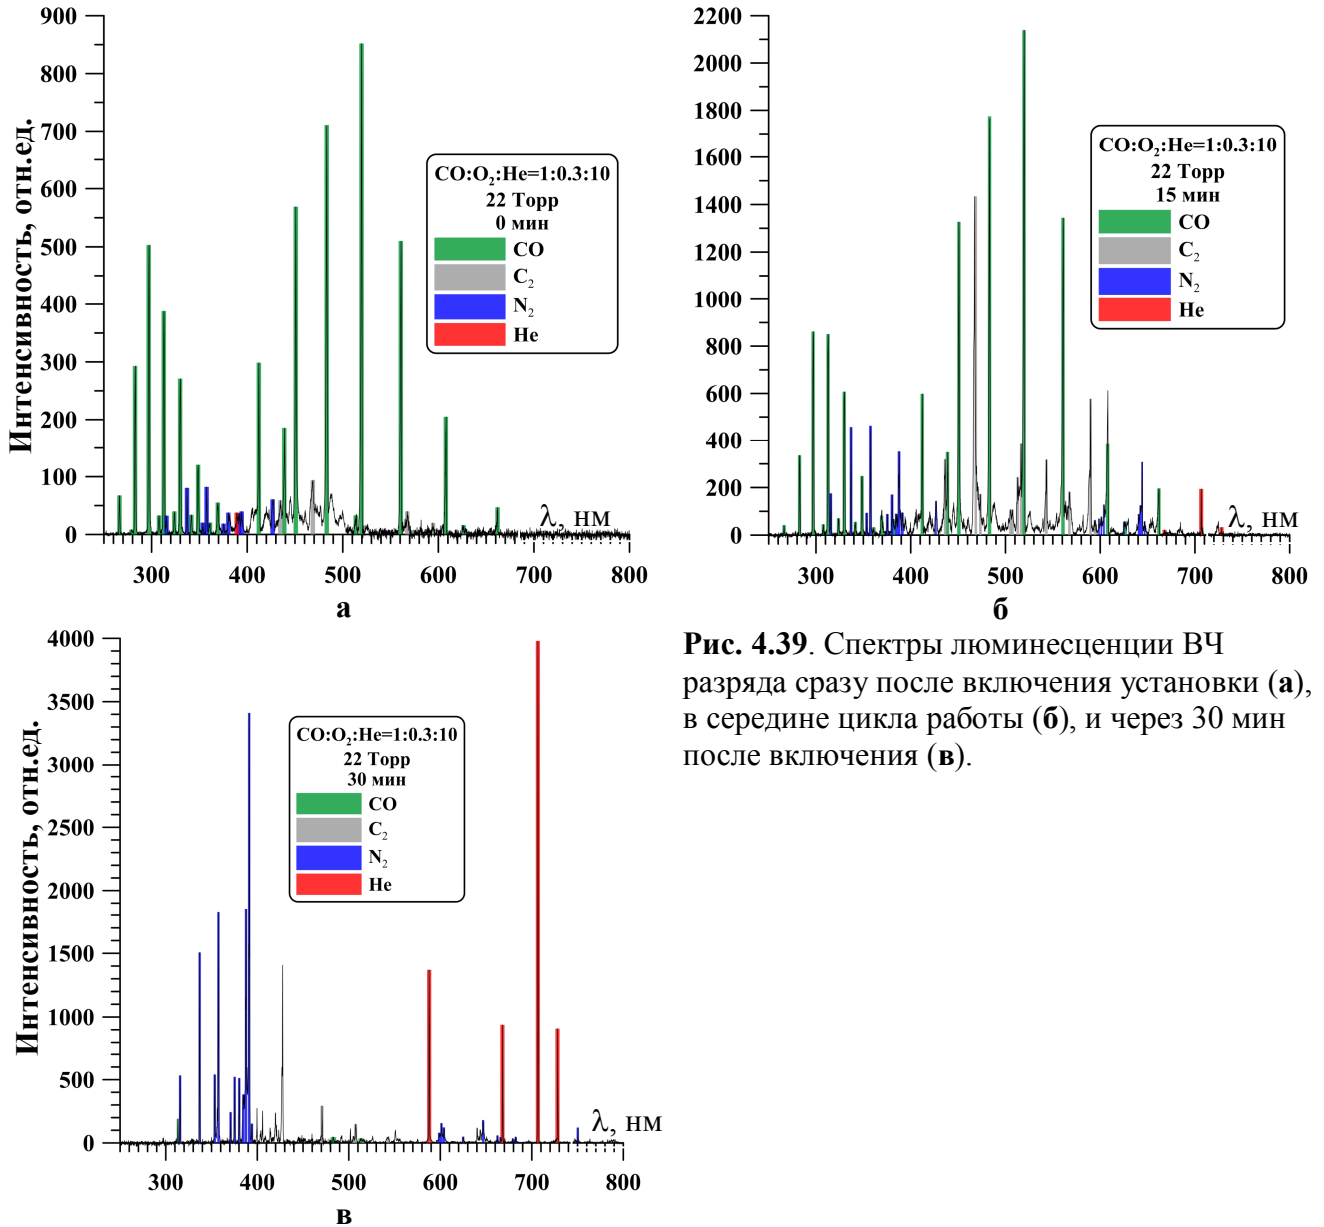 900
800
700
600
500
400
300
200
100
0
Интенсивность, отн.ед.
CO:O₂:He=1:0.3:10
22 Торр
0 мин
CO
C₂
N₂
He
λ, нм
300 400 500 600 700 800
а
2200
2000
1800
1600
1400
1200
1000
800
600
400
200
0
CO:O₂:He=1:0.3:10
22 Торр
15 мин
CO
C₂
N₂
He
λ, нм
300 400 500 600 700 800
б
4000
3500
3000
2500
2000
1500
1000
500
0
Интенсивность, отн.ед.
CO:O₂:He=1:0.3:10
22 Торр
30 мин
CO
C₂
N₂
He
λ, нм
300 400 500 600 700 800
в
Рис. 4.39. Спектры люминесценции ВЧ
разряда сразу после включения установки (а),
в середине цикла работы (б), и через 30 мин
после включения (в).